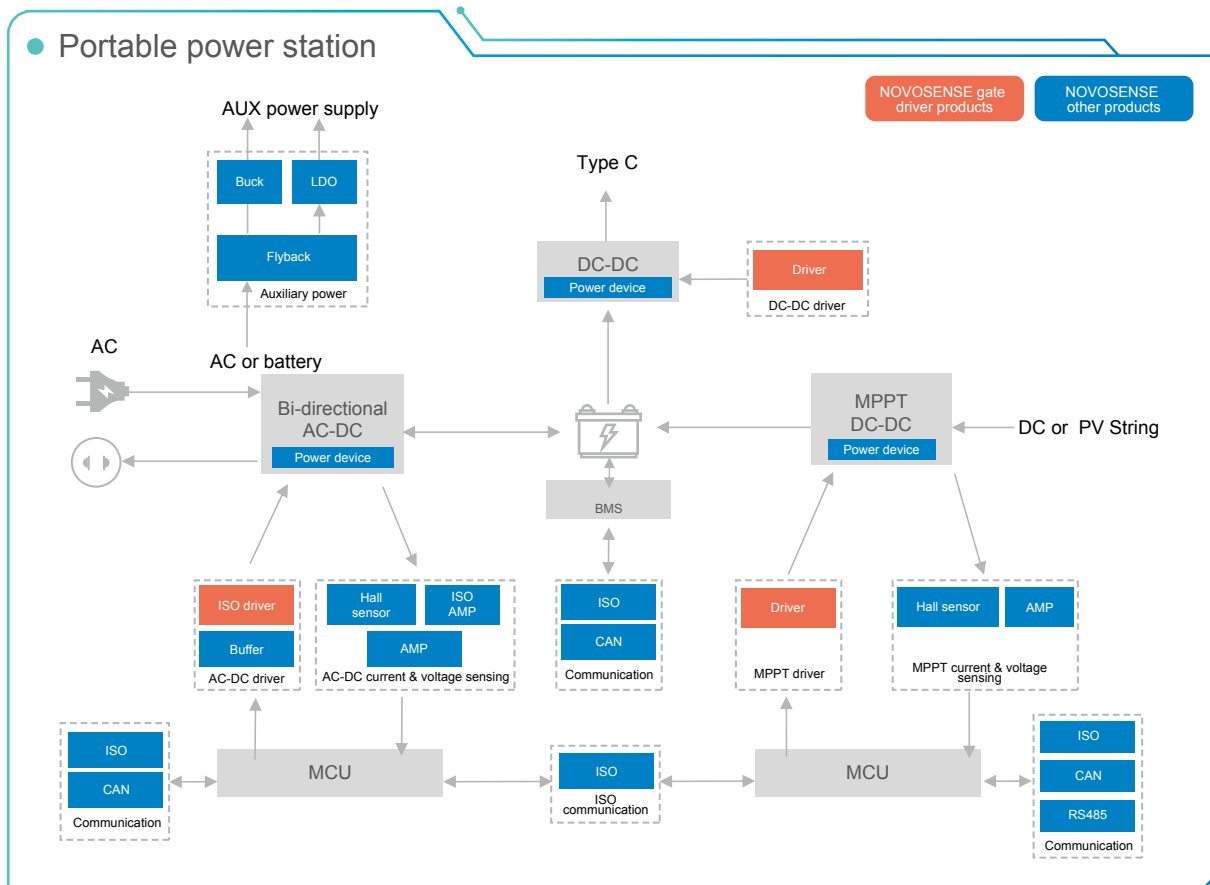 Portable power station
NOVOSENSE gate
driver products
NOVOSENSE
other products
AUX power supply
Buck
LDO
Flyback
Auxiliary power
Type C
DC-DC
Power device
Driver
DC-DC driver
AC
AC or battery
Bi-directional
AC-DC
Power device
MPPT
DC-DC
Power device
DC or PV String
BMS
ISO driver
Buffer
AC-DC driver
Hall
sensor
ISO
AMP
AMP
AC-DC current & voltage sensing
ISO
CAN
Communication
Driver
MPPT driver
Hall sensor
AMP
MPPT current & voltage
sensing
ISO
CAN
Communication
MCU
ISO
ISO
communication
MCU
ISO
CAN
RS485
Communication